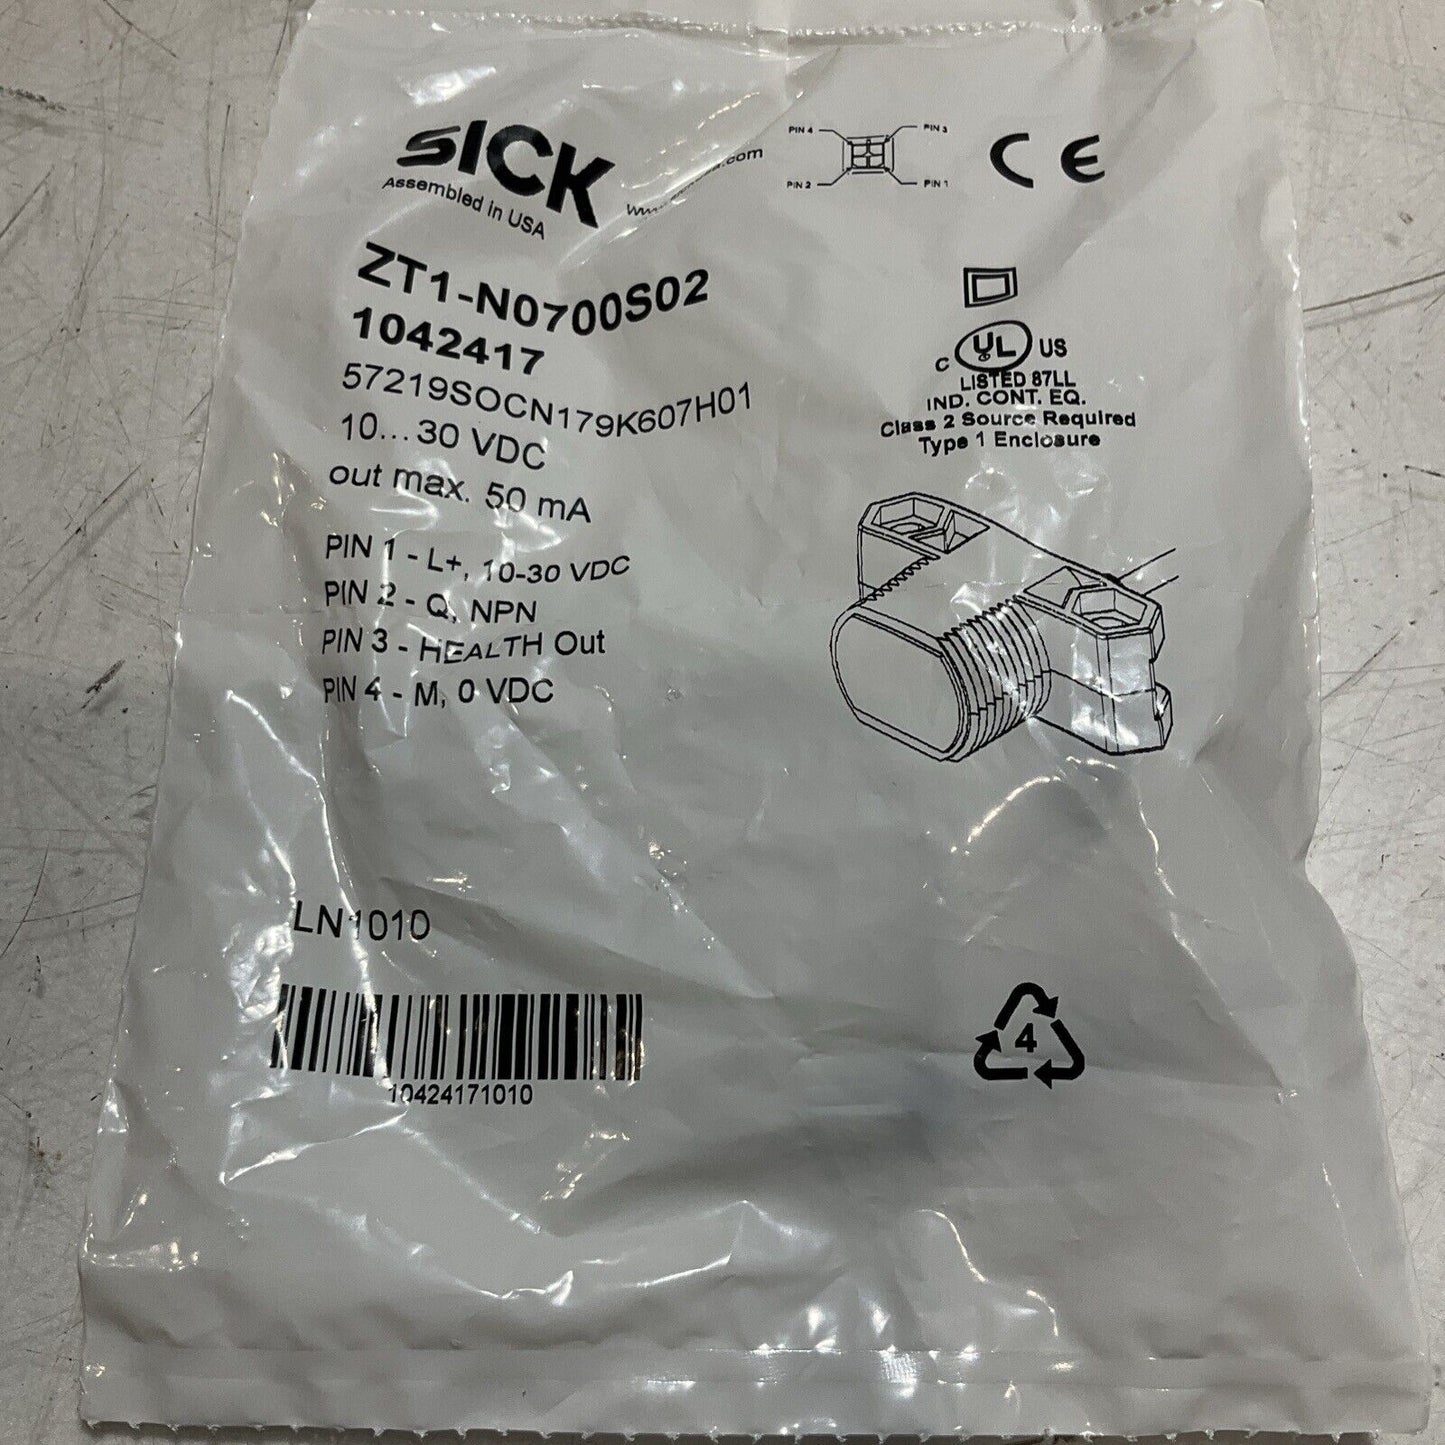 SICK
Assembled in USA
PIN 4
PIN 3
PIN 2
PIN 1
CE
ZT1-N0700S02
1042417
57219SOCN179K607H01
10...30 VDC
out max. 50 mA
PIN 1 - L+, 10-30 VDC
PIN 2 - Q, NPN
PIN 3 - HEALTH Out
PIN 4 - M, 0 VDC
C UL US
LISTED 87LL
IND. CONT. EQ.
Class 2 Source Required
Type 1 Enclosure
LN1010
10424171010
4